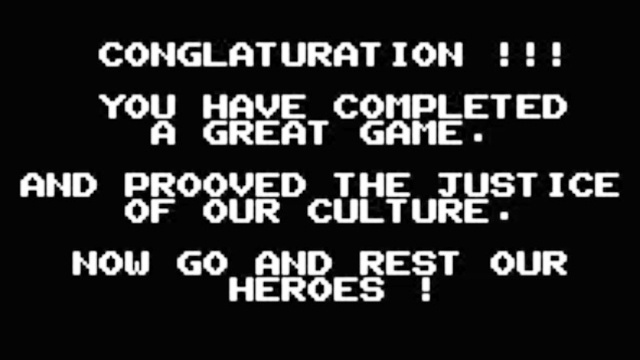 CONGLATURATION !!!
YOU HAVE COMPLETED
A GREAT GAME.
AND PROOVED THE JUSTICE
OF OUR CULTURE.
NOW GO AND REST OUR
HEROES !